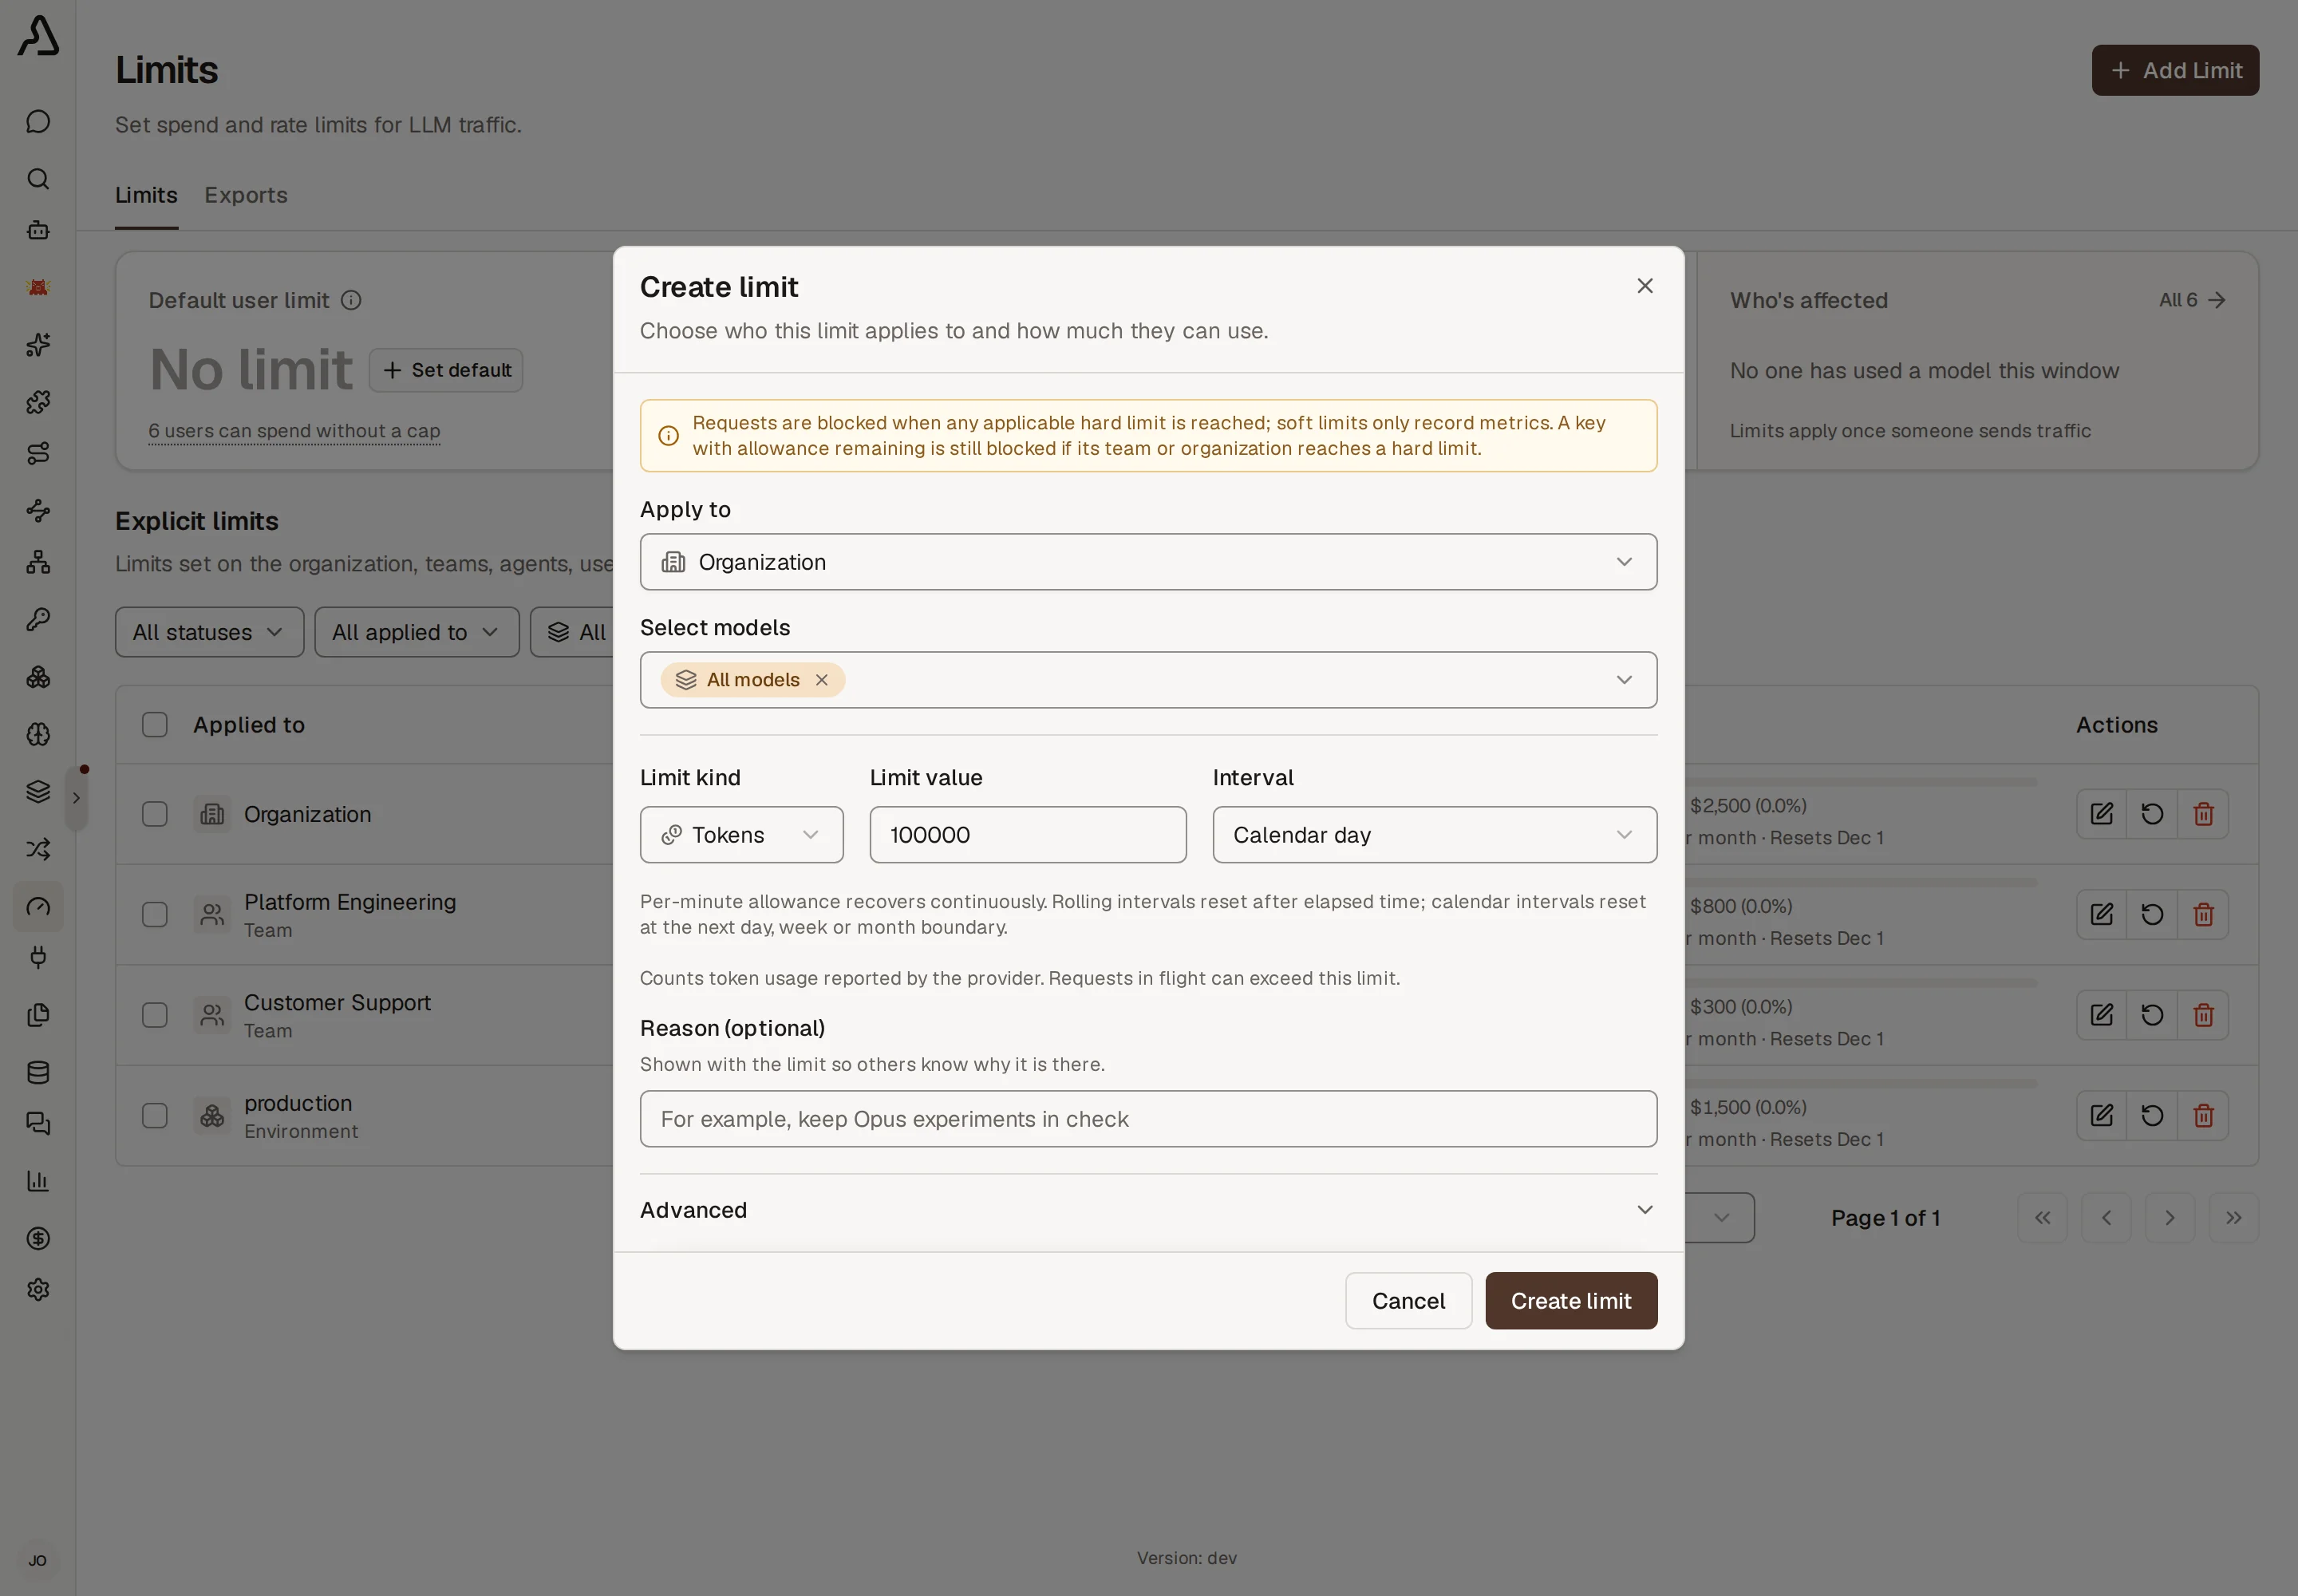 Limits
+ Add Limit
Set spend and rate limits for LLM traffic.
Limits
Exports
Default user limit
No limit
+ Set default
6 users can spend without a cap
Who's affected
All 6
No one has used a model this window
Limits apply once someone sends traffic
Explicit limits
Limits set on the organization, teams, agents, use
All statuses
All applied to
All
Applied to
Actions
Organization
$2,500 (0.0%)
r month · Resets Dec 1
Platform Engineering
Team
$800 (0.0%)
r month · Resets Dec 1
Customer Support
Team
$300 (0.0%)
r month · Resets Dec 1
production
Environment
$1,500 (0.0%)
r month · Resets Dec 1
Page 1 of 1
Create limit
Choose who this limit applies to and how much they can use.
Requests are blocked when any applicable hard limit is reached; soft limits only record metrics. A key
with allowance remaining is still blocked if its team or organization reaches a hard limit.
Apply to
Organization
Select models
All models
Limit kind
Limit value
Interval
Tokens
100000
Calendar day
Per-minute allowance recovers continuously. Rolling intervals reset after elapsed time; calendar intervals reset
at the next day, week or month boundary.
Counts token usage reported by the provider. Requests in flight can exceed this limit.
Reason (optional)
Shown with the limit so others know why it is there.
For example, keep Opus experiments in check
Advanced
Cancel
Create limit
JO
Version: dev